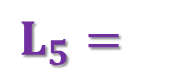 L₅ =